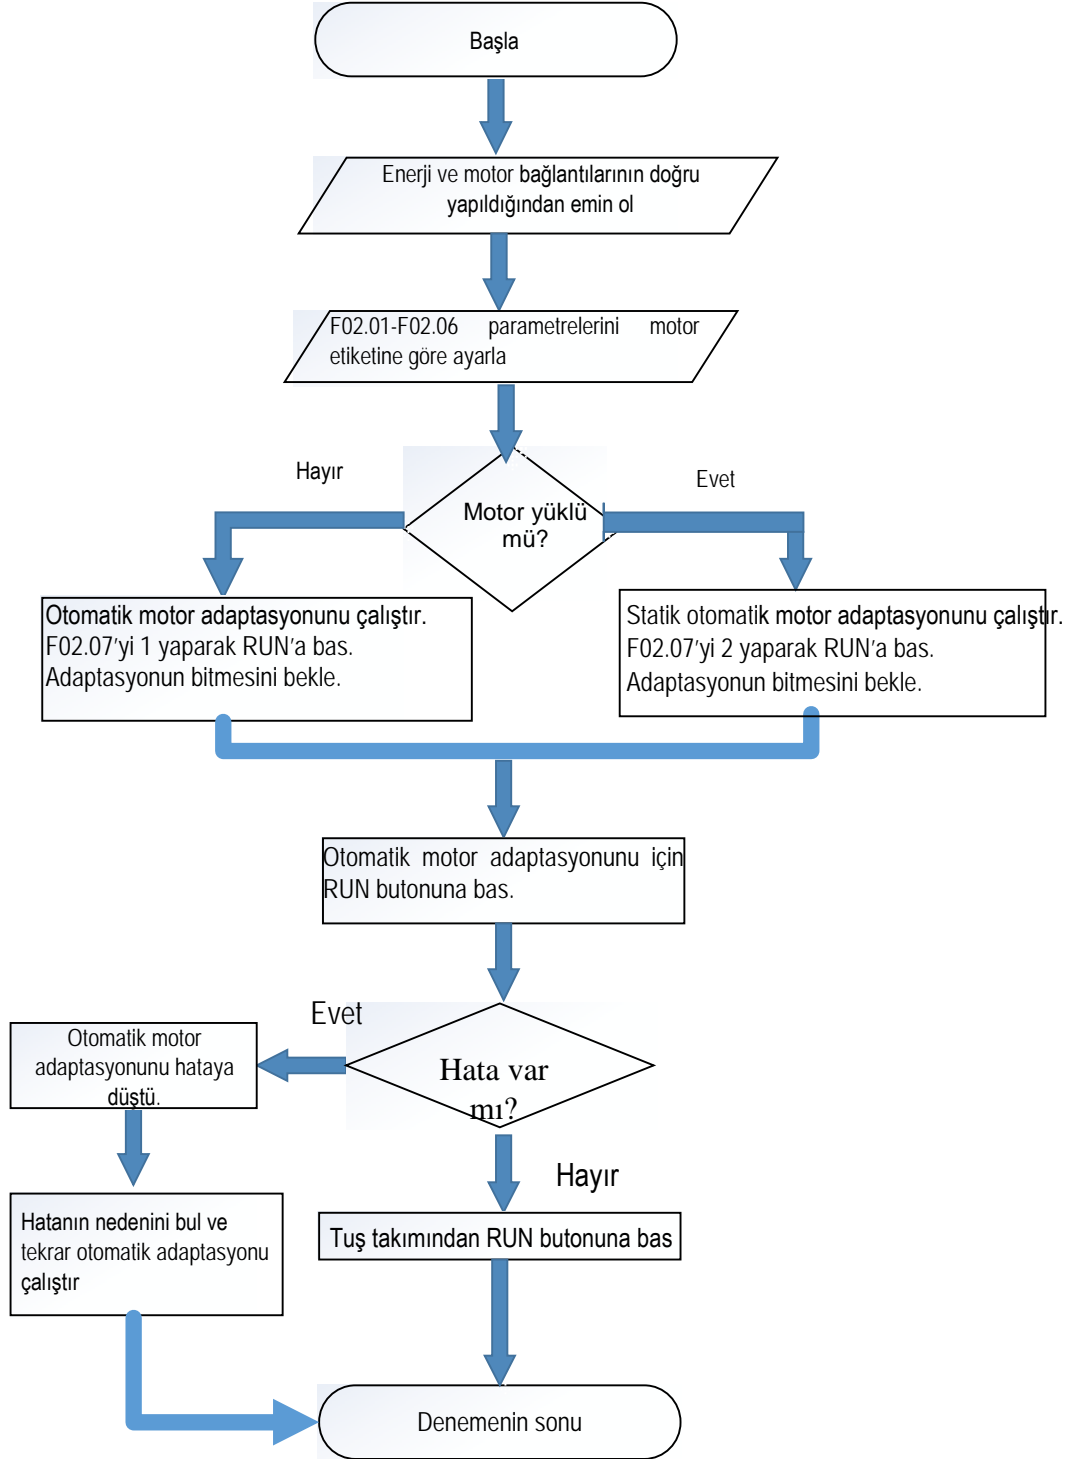 Başla
Enerji ve motor bağlantılarının doğru
yapıldığından emin ol
F02.01-F02.06 parametrelerini motor
etiketine göre ayarla
Hayır
Evet
Motor yüklü
mü?
Otomatik motor adaptasyonunu çalıştır.
F02.07'yi 1 yaparak RUN'a bas.
Adaptasyonun bitmesini bekle.
Statik otomatik motor adaptasyonunu çalıştır.
F02.07'yi 2 yaparak RUN'a bas.
Adaptasyonun bitmesini bekle.
Otomatik motor adaptasyonunu için
RUN butonuna bas.
Evet
Hata var
mı?
Otomatik motor
adaptasyonunu hataya
düştü.
Hayır
Hatanın nedenini bul ve
tekrar otomatik adaptasyonu
çalıştır
Tuş takımından RUN butonuna bas
Denemenin sonu